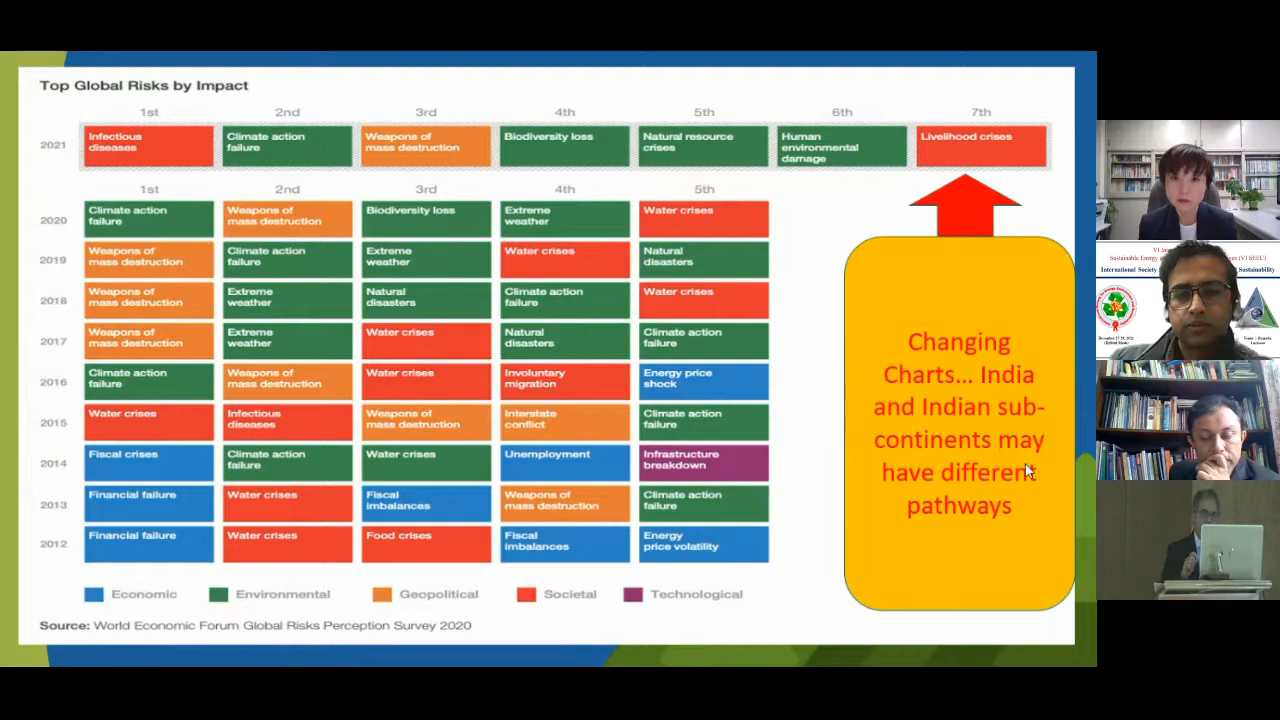 Top Global Risks by Impact
1st 2nd 3rd 4th 5th 6th 7th
2021
Infectious
diseases
Climate action
failure
Weapons of
mass destruction
Biodiversity loss
Natural resource
crises
Human
environmental
damage
Livelihood crises
1st 2nd 3rd 4th 5th
2020
Climate action
failure
Weapons of
mass destruction
Biodiversity loss
Extreme
weather
Water crises
2019
Weapons of
mass destruction
Climate action
failure
Extreme
weather
Water crises
Natural
disasters
2018
Weapons of
mass destruction
Extreme
weather
Natural
disasters
Climate action
failure
Water crises
2017
Weapons of
mass destruction
Extreme
weather
Water crises
Natural
disasters
Climate action
failure
2016
Climate action
failure
Weapons of
mass destruction
Water crises
Involuntary
migration
Energy price
shock
2015
Water crises
Infectious
diseases
Weapons of
mass destruction
Interstate
conflict
Climate action
failure
2014
Fiscal crises
Climate action
failure
Water crises
Unemployment
Infrastructure
breakdown
2013
Financial failure
Water crises
Fiscal
imbalances
Weapons of
mass destruction
Climate action
failure
2012
Financial failure
Water crises
Food crises
Fiscal
imbalances
Energy
price volatility
Economic Environmental Geopolitical Societal Technological
Source: World Economic Forum Global Risks Perception Survey 2020
Changing
Charts... India
and Indian sub-
continents may
have different
pathways
Sustainable Energy
(VI SEEU)
International Society
Sustainability
(Hybrid Mode)
Lucknow